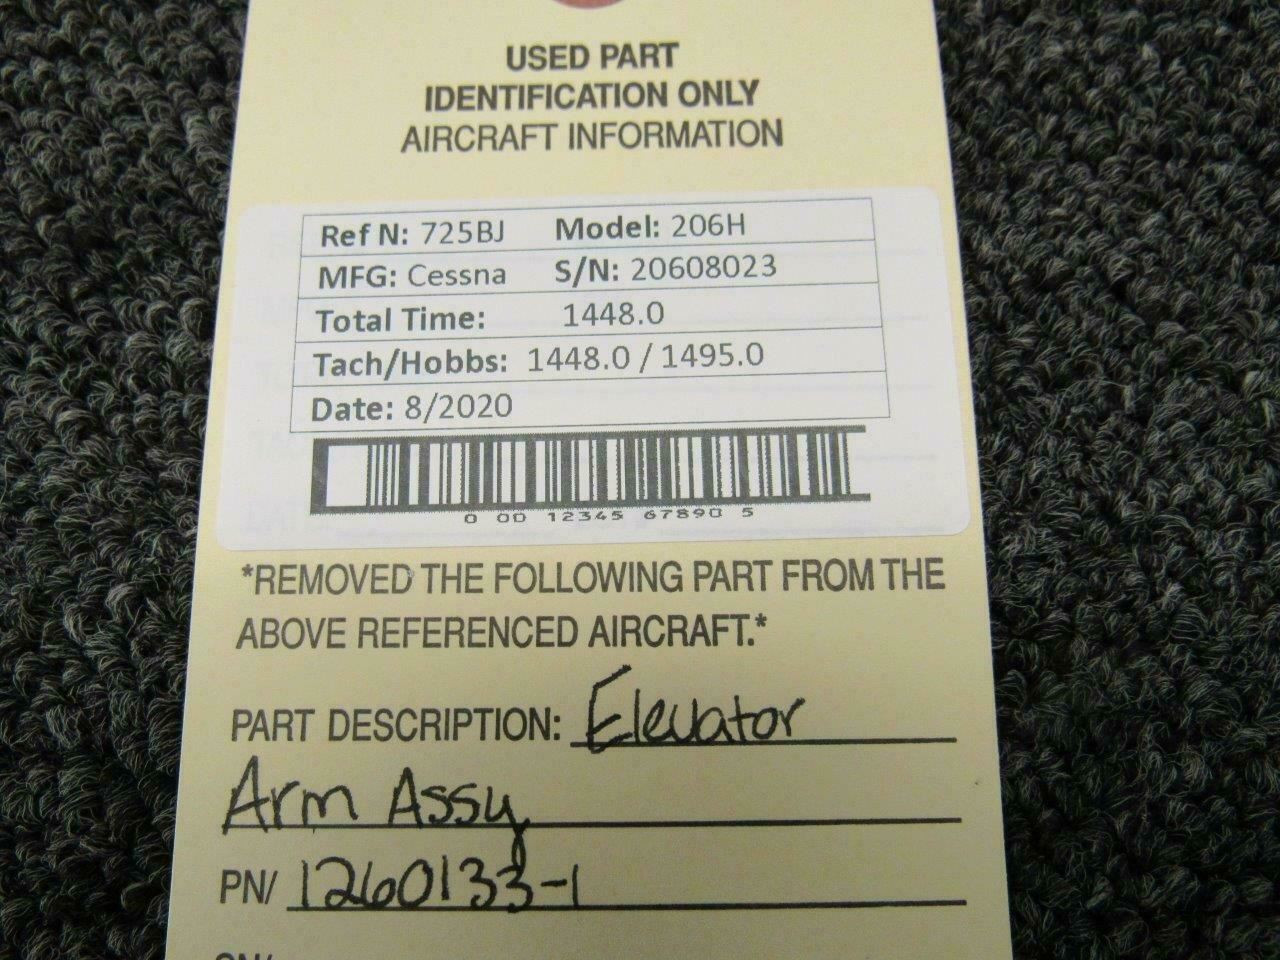 USED PART
IDENTIFICATION ONLY
AIRCRAFT INFORMATION
Ref N: 725BJ Model: 206H
MFG: Cessna S/N: 20608023
Total Time: 1448.0
Tach/Hobbs: 1448.0 / 1495.0
Date: 8/2020
0 00 12345 67890 5
*REMOVED THE FOLLOWING PART FROM THE
ABOVE REFERENCED AIRCRAFT.*
PART DESCRIPTION: Elevator
Arm Assy
PN/ 1260133-1